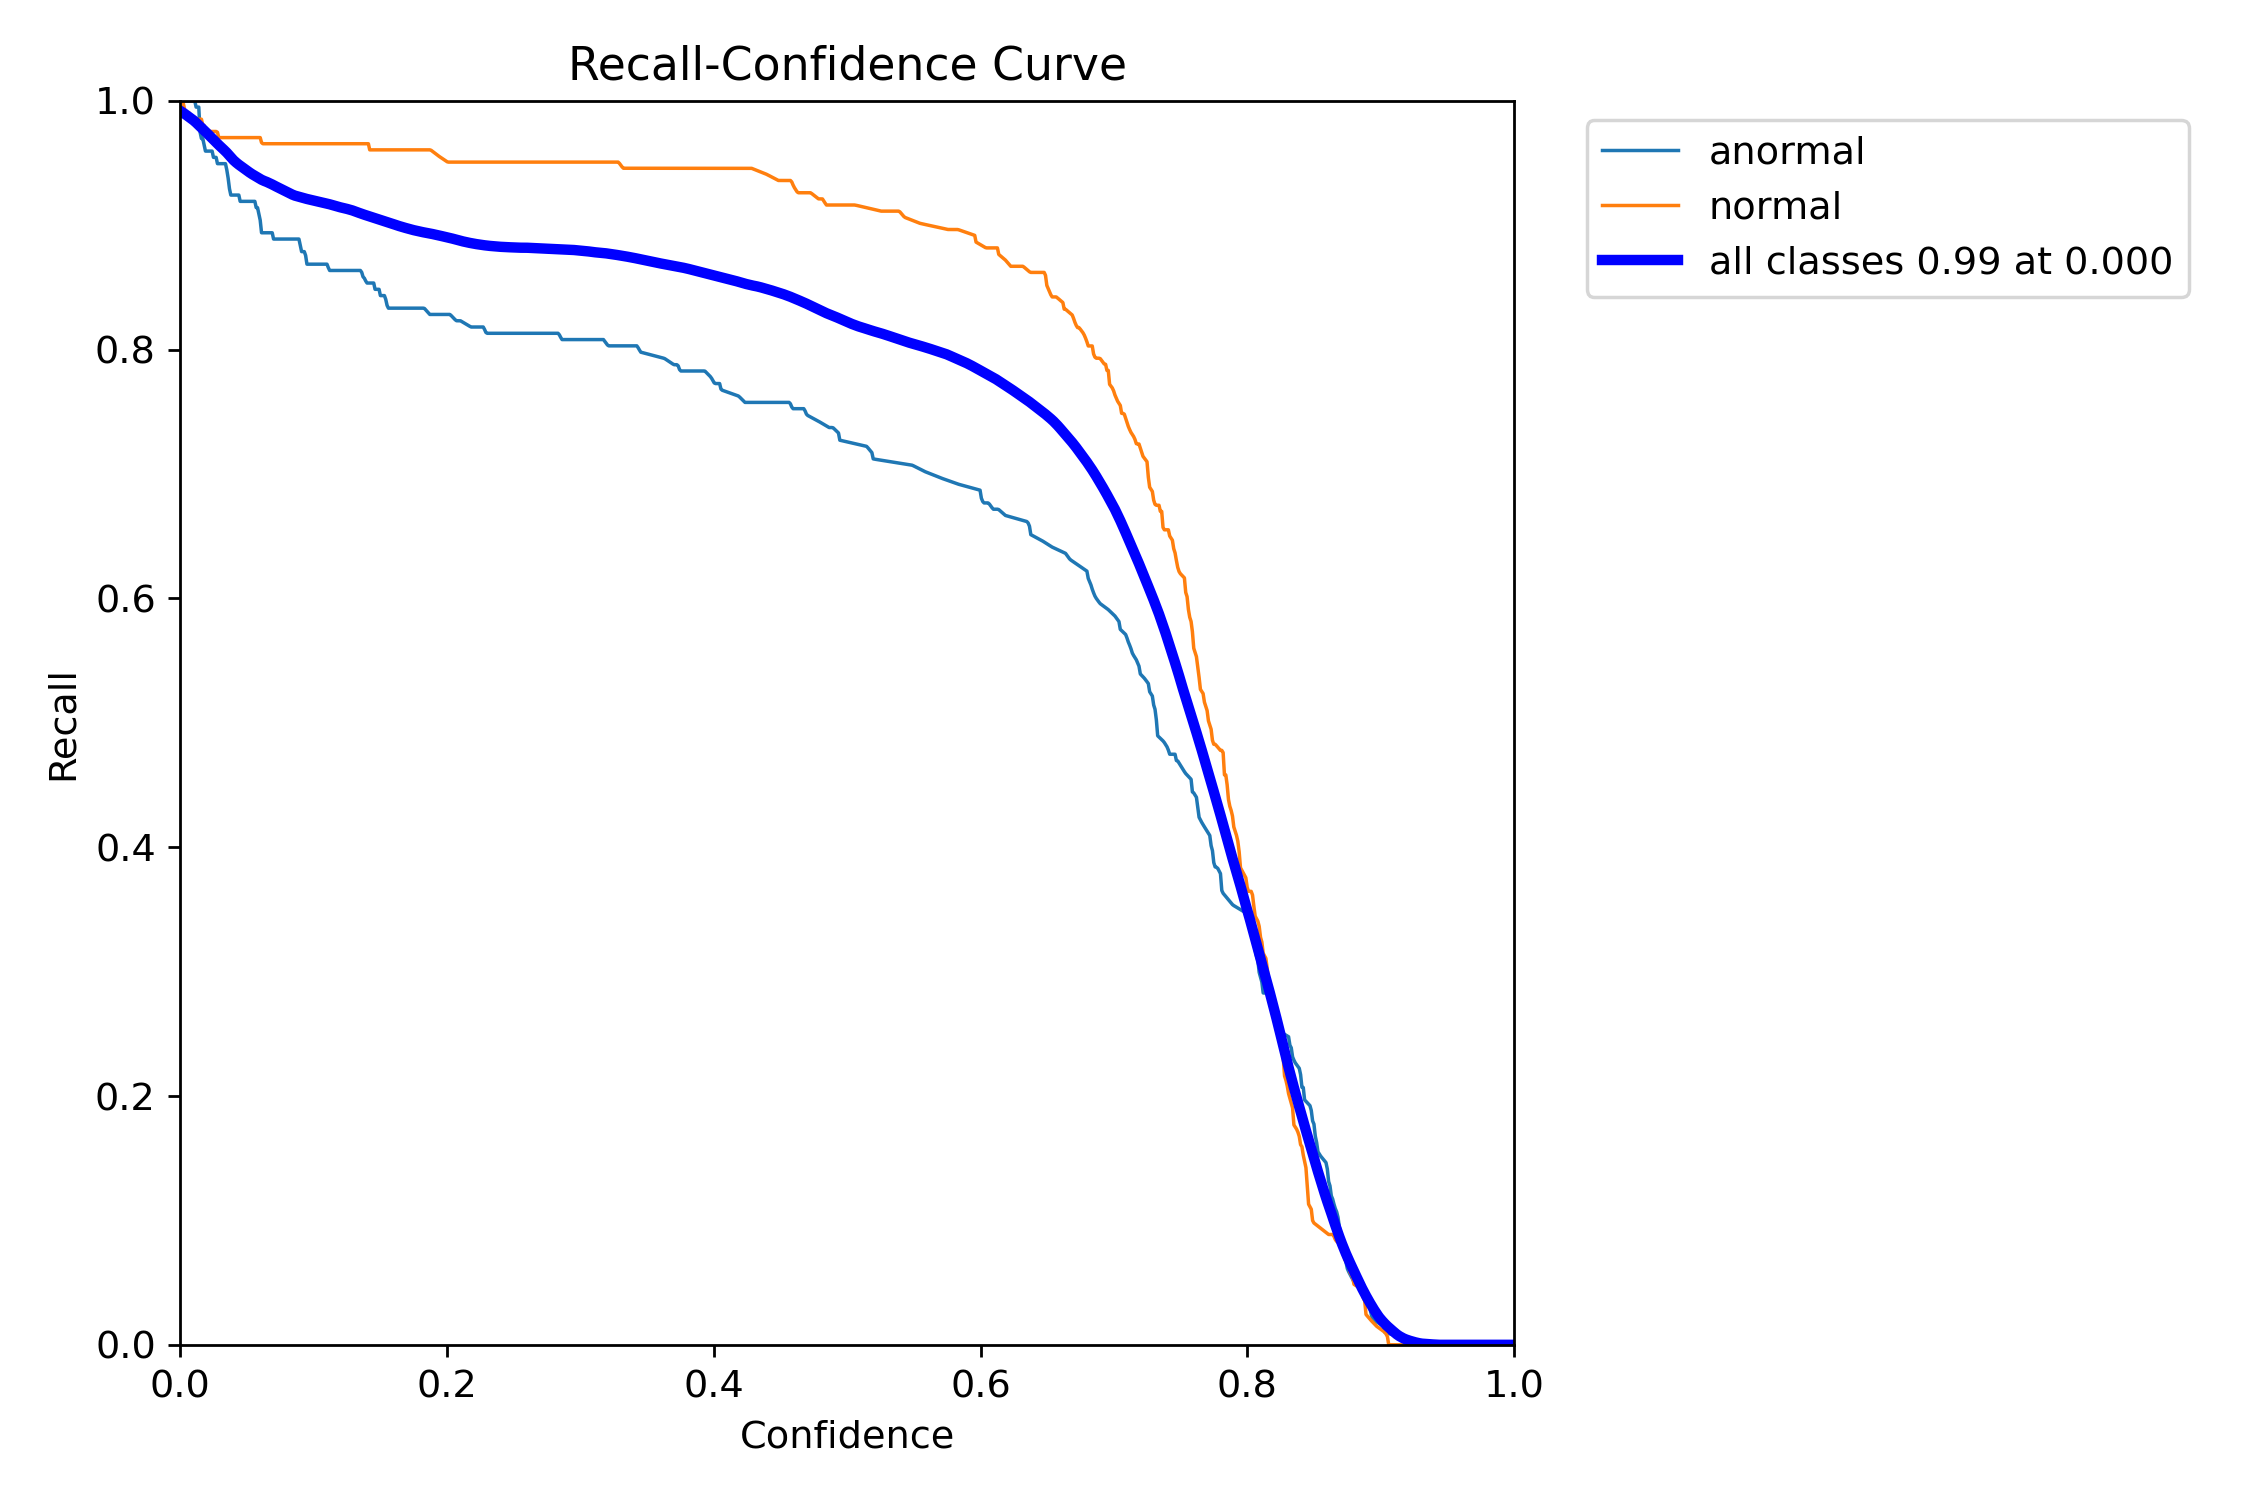 Recall-Confidence Curve
1.0
0.8
0.6
0.4
0.2
0.0
Recall
0.0 0.2 0.4 0.6 0.8 1.0
Confidence
anormal
normal
all classes 0.99 at 0.000